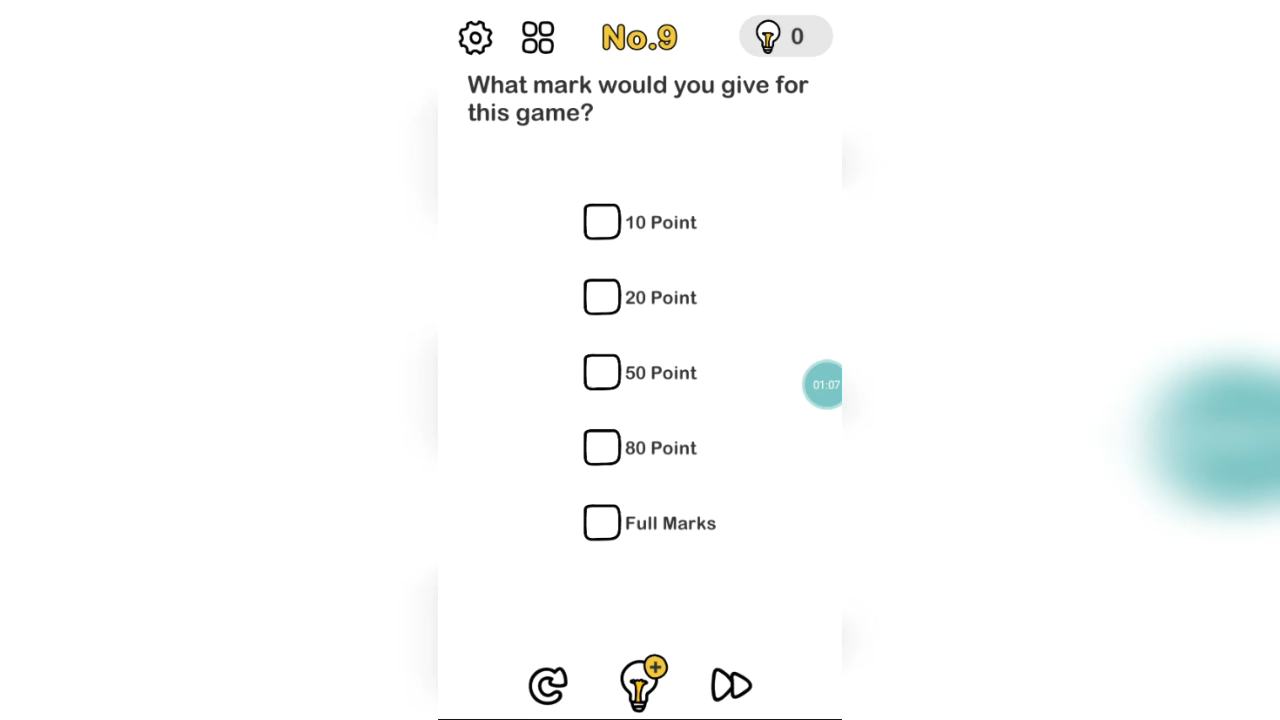 No.9
0
What mark would you give for
this game?
10 Point
20 Point
50 Point
01:07
80 Point
Full Marks